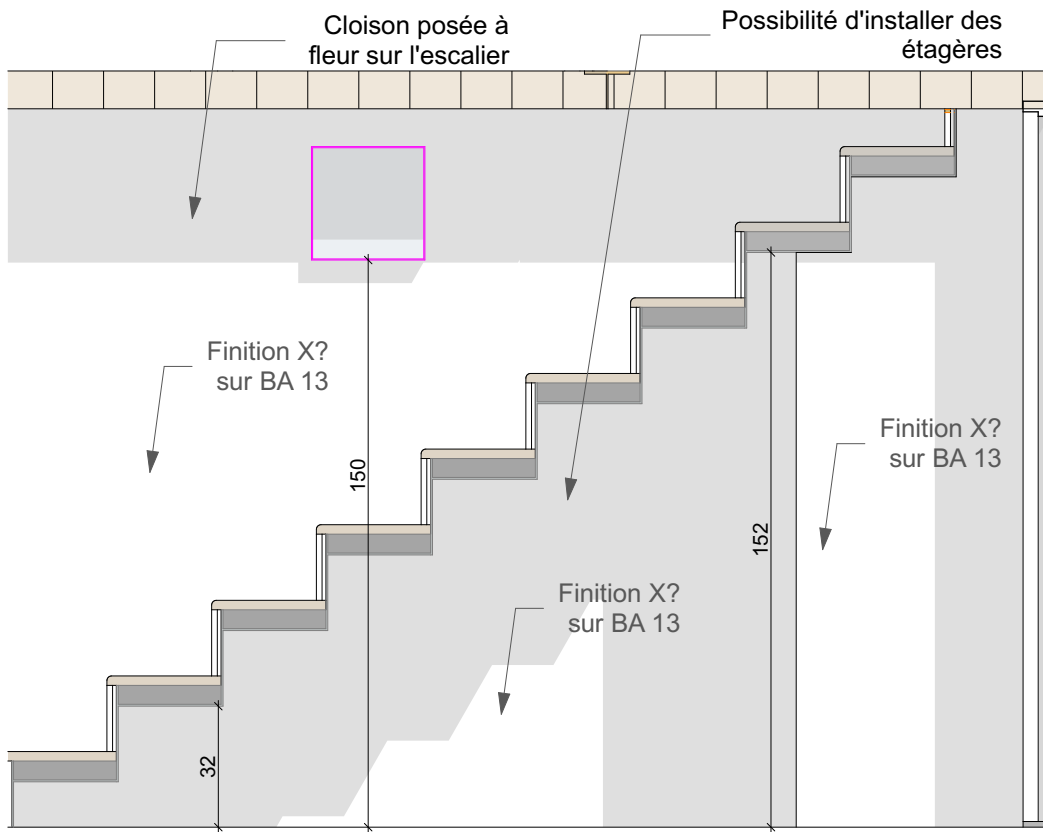 Cloison posée à
fleur sur l'escalier
Possibilité d'installer des
étagères
Finition X?
sur BA 13
Finition X?
sur BA 13
150
152
Finition X?
sur BA 13
32